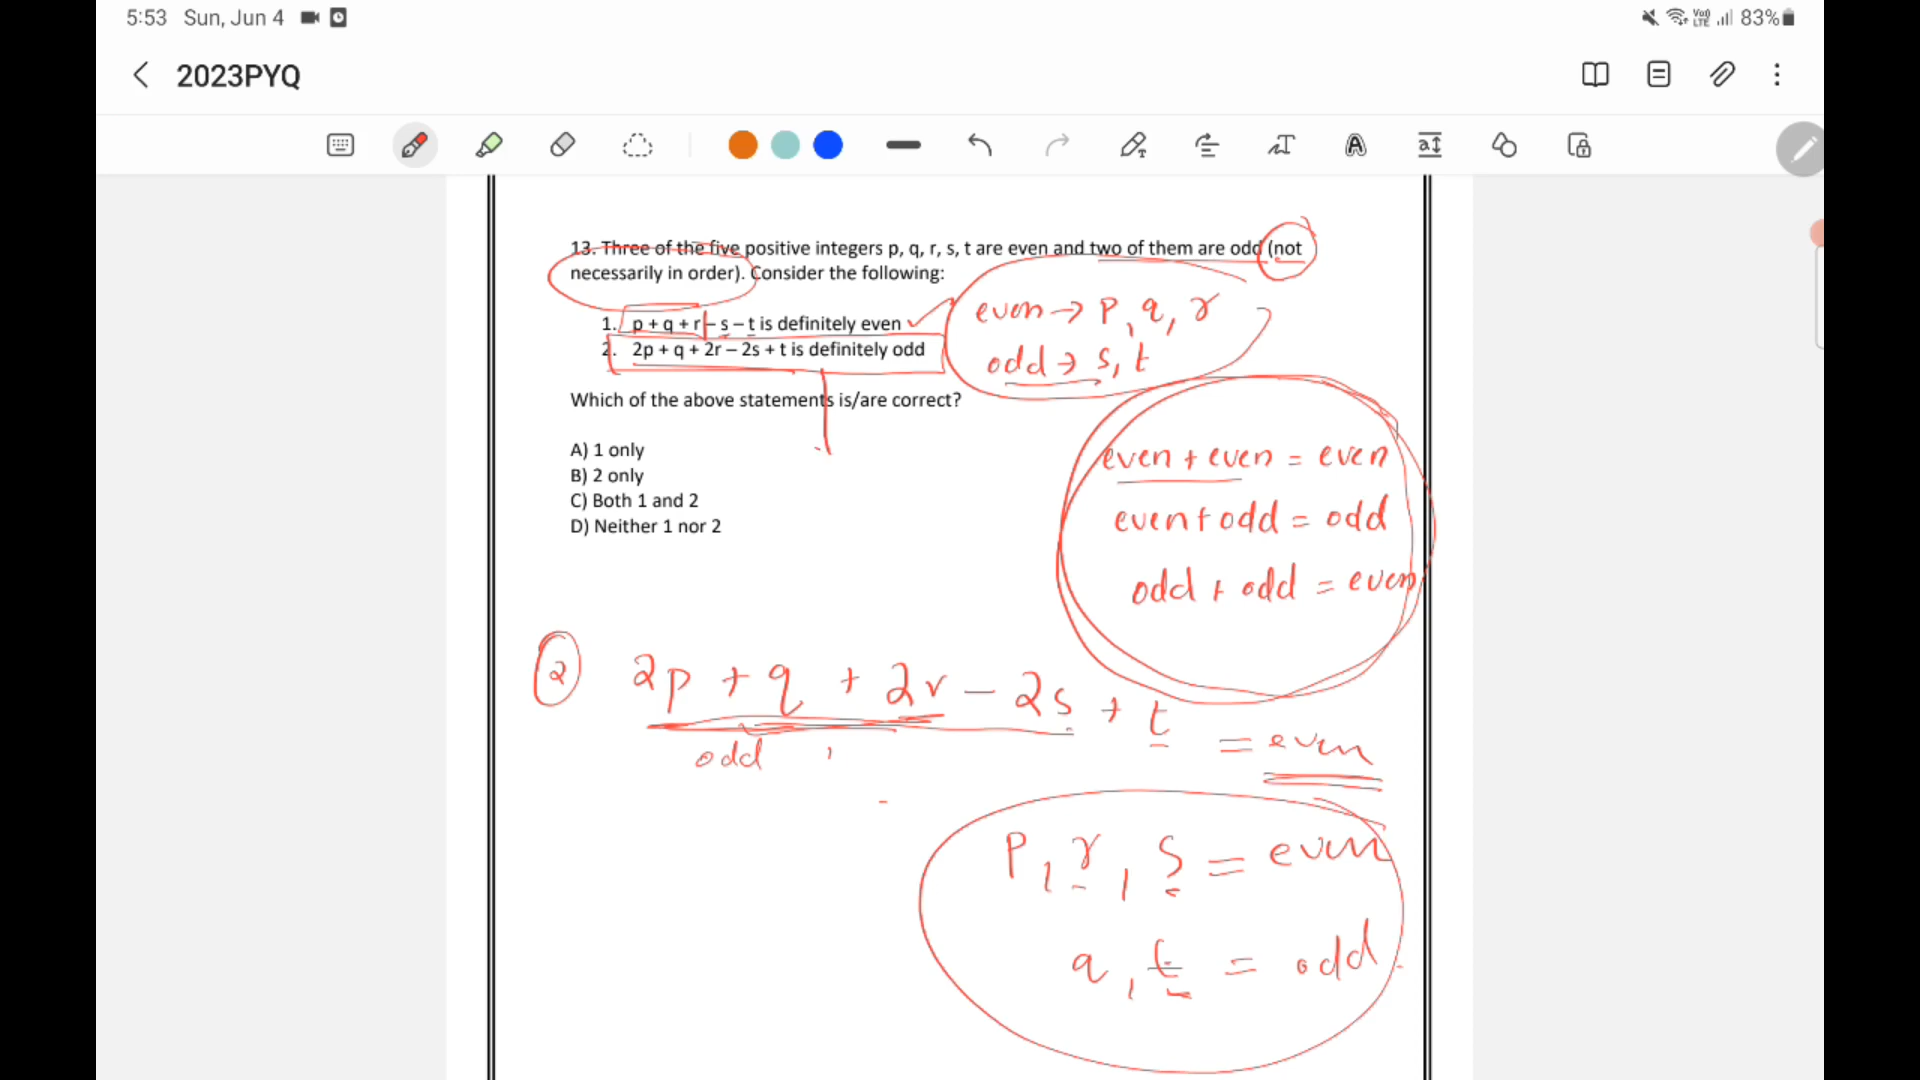 5:53 Sun, Jun 4
83%
2023PYQ
13. Three of the five positive integers p, q, r, s, t are even and two of them are odd (not
necessarily in order). Consider the following:
1. p + q + r – s – t is definitely even
2. 2p + q + 2r – 2s + t is definitely odd
even → p, q, r
odd → s, t
Which of the above statements is/are correct?
A) 1 only
B) 2 only
C) Both 1 and 2
D) Neither 1 nor 2
even + even = even
even + odd = odd
odd + odd = even
2 2p + q + 2r – 2s + t = even
odd
P, r, s = even
q, t = odd